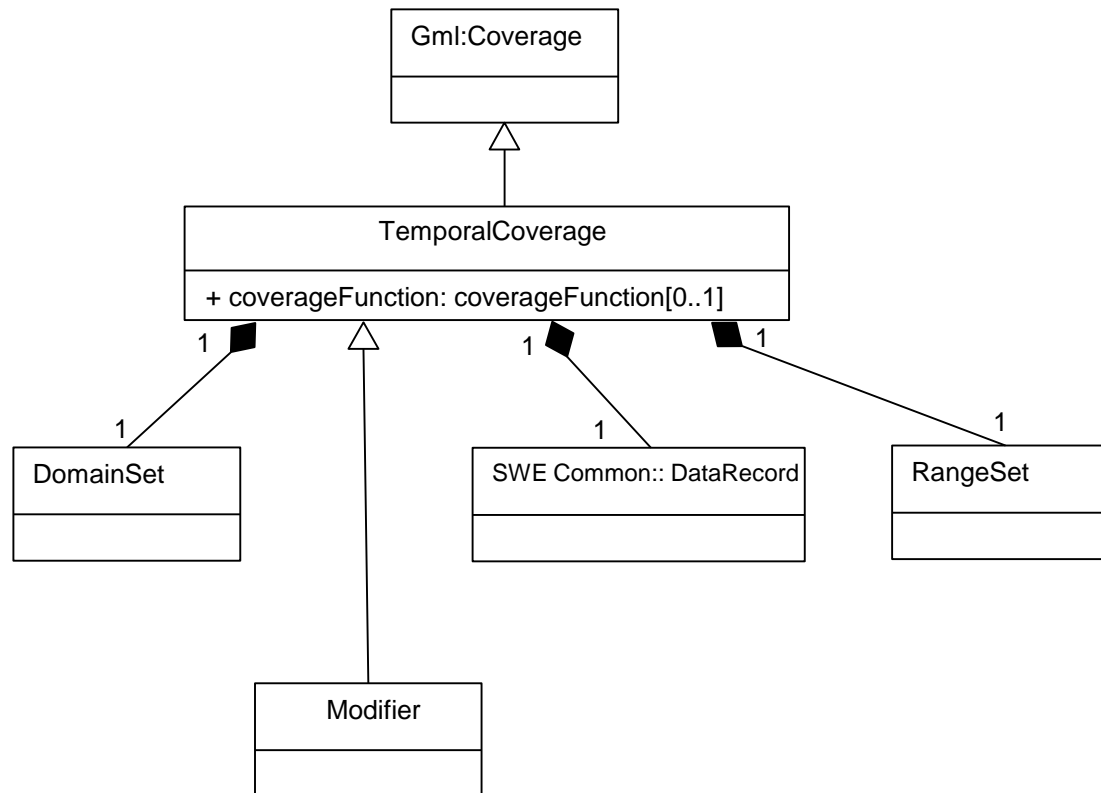 Gml:Coverage
TemporalCoverage
+ coverageFunction: coverageFunction[0..1]
1
1
1
1
1
1
DomainSet
SWE Common:: DataRecord
RangeSet
Modifier